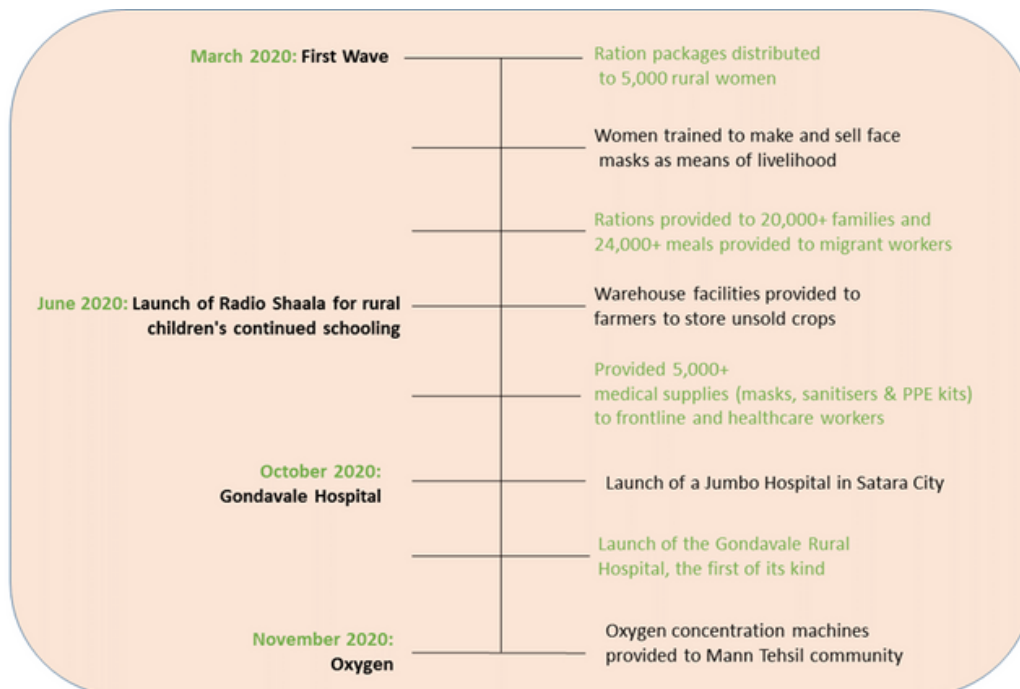 March 2020: First Wave
Ration packages distributed
to 5,000 rural women
Women trained to make and sell face
masks as means of livelihood
Rations provided to 20,000+ families and
24,000+ meals provided to migrant workers
June 2020: Launch of Radio Shaala for rural
children's continued schooling
Warehouse facilities provided to
farmers to store unsold crops
Provided 5,000+
medical supplies (masks, sanitisers & PPE kits)
to frontline and healthcare workers
October 2020:
Gondavale Hospital
Launch of a Jumbo Hospital in Satara City
Launch of the Gondavale Rural
Hospital, the first of its kind
November 2020:
Oxygen
Oxygen concentration machines
provided to Mann Tehsil community